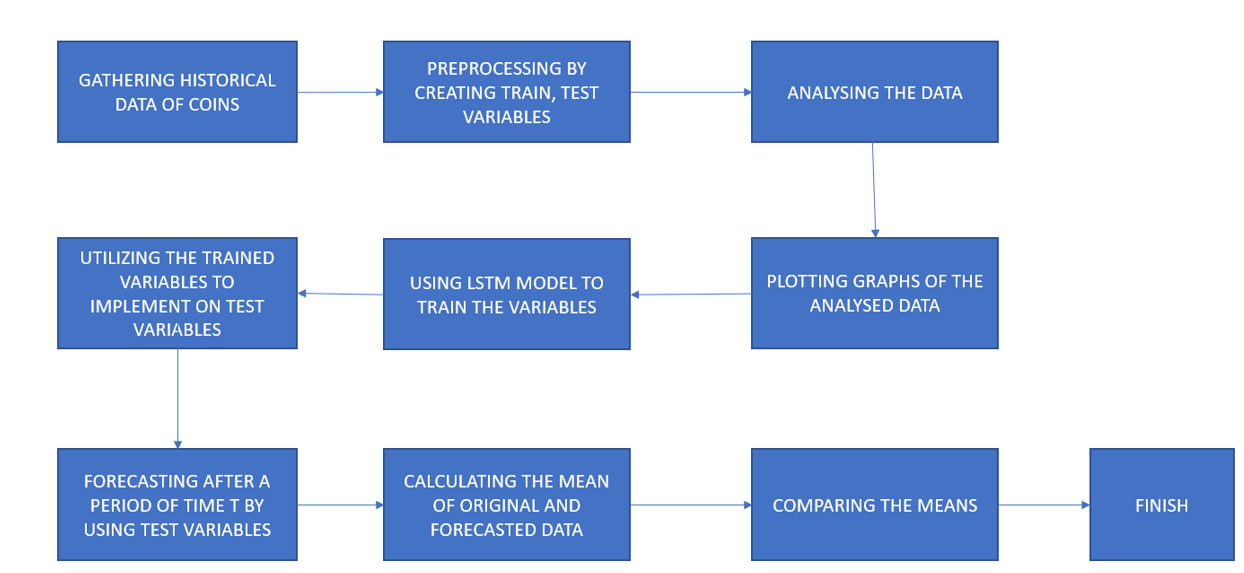 GATHERING HISTORICAL
DATA OF COINS
PREPROCESSING BY
CREATING TRAIN, TEST
VARIABLES
ANALYSING THE DATA
PLOTTING GRAPHS OF THE
ANALYSED DATA
USING LSTM MODEL TO
TRAIN THE VARIABLES
UTILIZING THE TRAINED
VARIABLES TO
IMPLEMENT ON TEST
VARIABLES
FORECASTING AFTER A
PERIOD OF TIME T BY
USING TEST VARIABLES
CALCULATING THE MEAN
OF ORIGINAL AND
FORECASTED DATA
COMPARING THE MEANS
FINISH